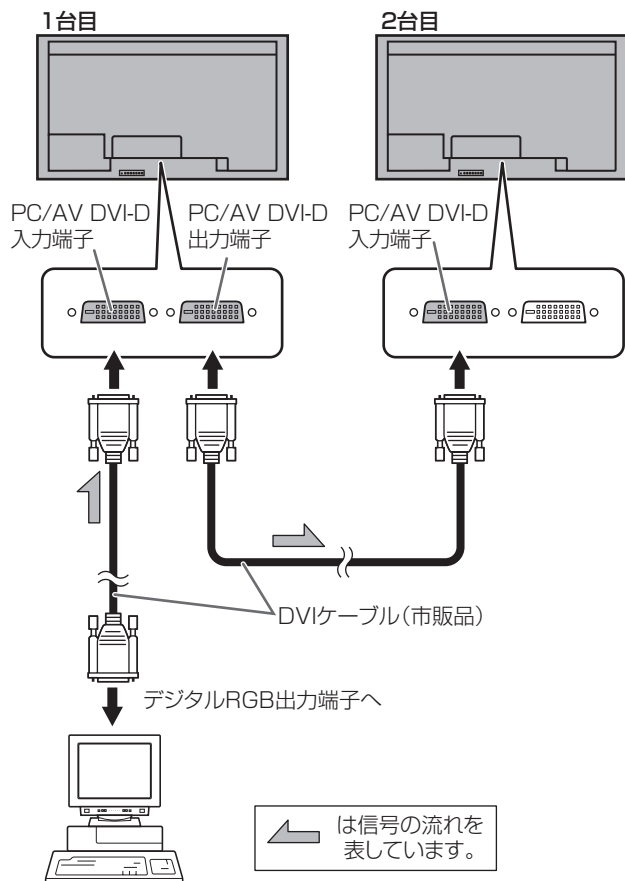 1台目
2台目
PC/AV DVI-D
入力端子
PC/AV DVI-D
出力端子
PC/AV DVI-D
入力端子
DVIケーブル（市販品）
デジタルRGB出力端子へ
は信号の流れを
表しています。